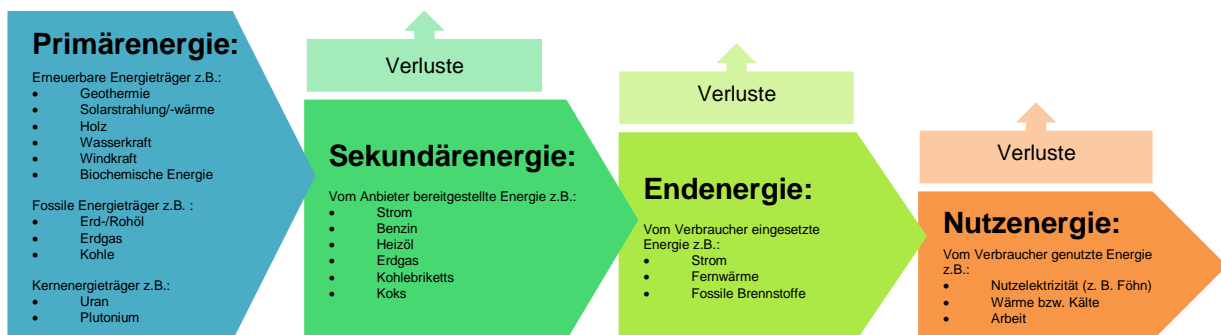 Primärenergie:
Erneuerbare Energieträger z.B.:
• Geothermie
• Solarstrahlung/-wärme
• Holz
• Wasserkraft
• Windkraft
• Biochemische Energie
Fossile Energieträger z.B. :
• Erd-/Rohöl
• Erdgas
• Kohle
Kernenergieträger z.B.:
• Uran
• Plutonium
Verluste
Sekundärenergie:
Vom Anbieter bereitgestellte Energie z.B.:
• Strom
• Benzin
• Heizöl
• Erdgas
• Kohlebriketts
• Koks
Verluste
Endenergie:
Vom Verbraucher eingesetzte
Energie z.B.:
• Strom
• Fernwärme
• Fossile Brennstoffe
Verluste
Nutzenergie:
Vom Verbraucher genutzte Energie
z.B.:
• Nutzelektrizität (z. B. Föhn)
• Wärme bzw. Kälte
• Arbeit